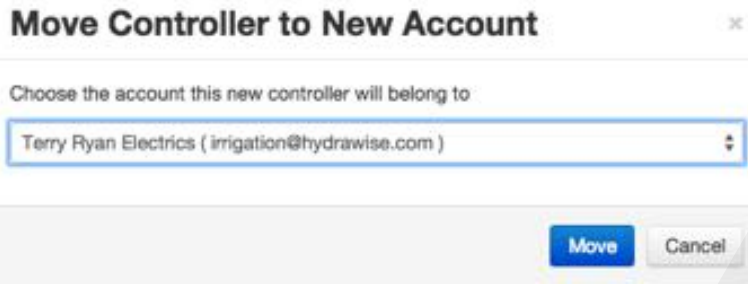 Move Controller to New Account
Choose the account this new controller will belong to
Terry Ryan Electrics ( irrigation@hydrawise.com )
Move
Cancel